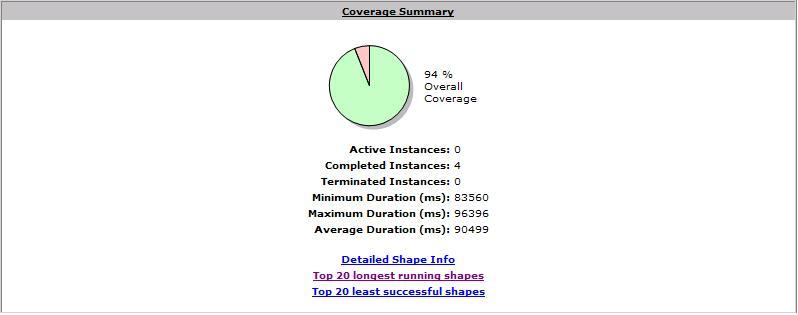 Coverage Summary
94 %
Overall
Coverage
Active Instances: 0
Completed Instances: 4
Terminated Instances: 0
Minimum Duration (ms): 83560
Maximum Duration (ms): 96396
Average Duration (ms): 90499
Detailed Shape Info
Top 20 longest running shapes
Top 20 least successful shapes